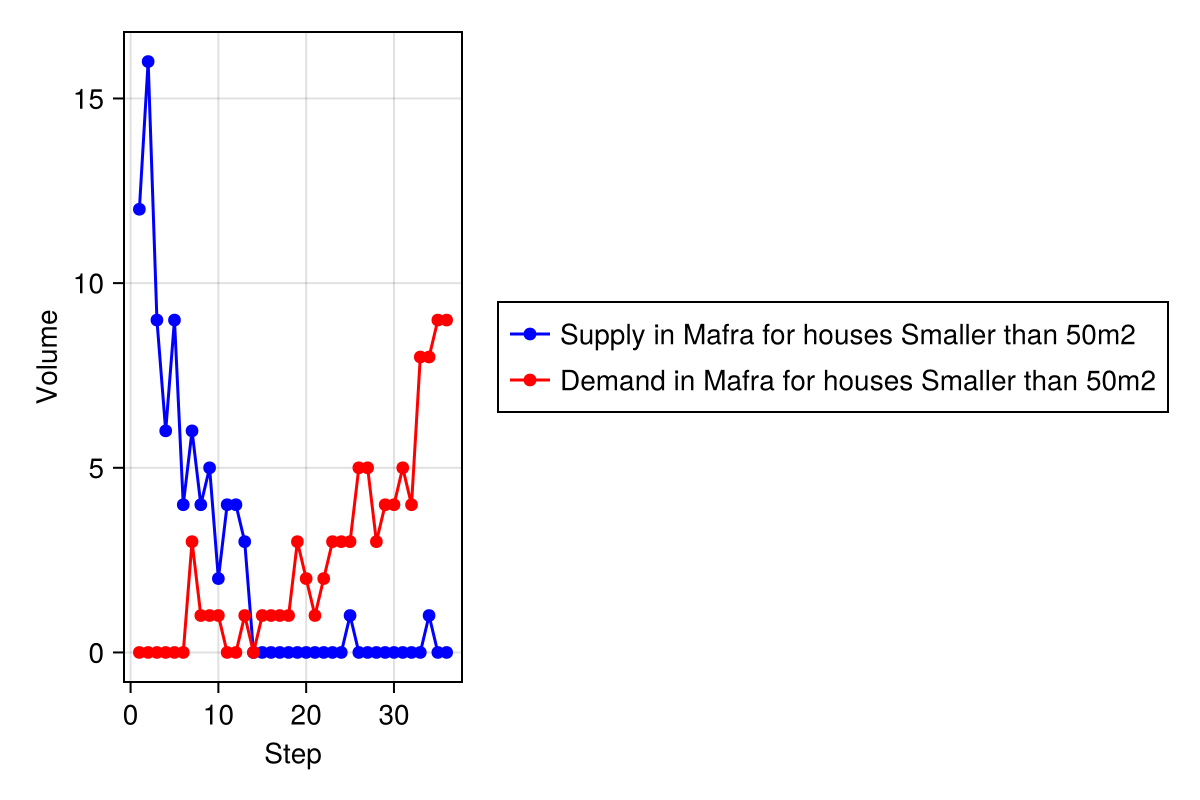 15
10
5
0
Volume
0 10 20 30
Step
Supply in Mafra for houses Smaller than 50m2
Demand in Mafra for houses Smaller than 50m2